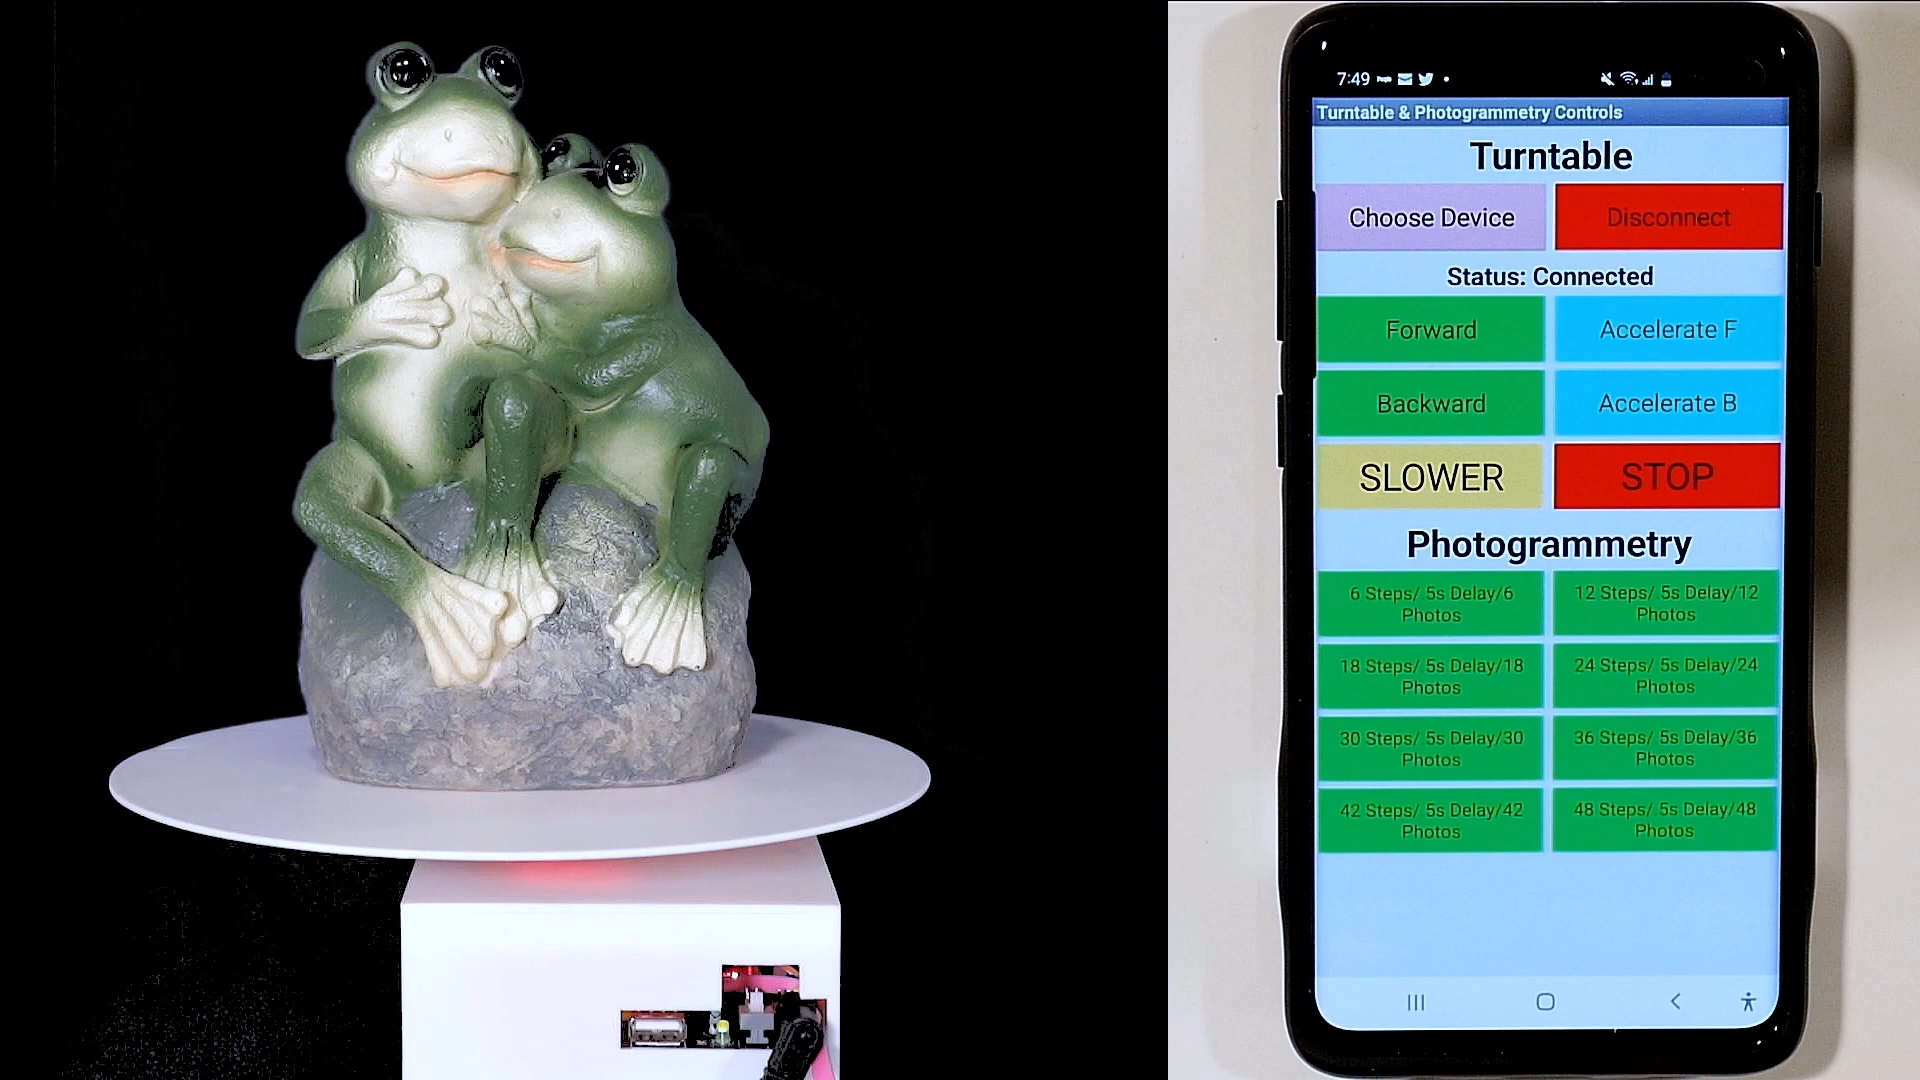 7:49
Turntable & Photogrammetry Controls
Turntable
Choose Device
Disconnect
Status: Connected
Forward
Accelerate F
Backward
Accelerate B
SLOWER
STOP
Photogrammetry
6 Steps/ .5s Delay/6
Photos
12 Steps/ .5s Delay/12
Photos
18 Steps/ .5s Delay/18
Photos
24 Steps/ .5s Delay/24
Photos
30 Steps/ .5s Delay/30
Photos
36 Steps/ .5s Delay/36
Photos
42 Steps/ .5s Delay/42
Photos
48 Steps/ .5s Delay/48
Photos